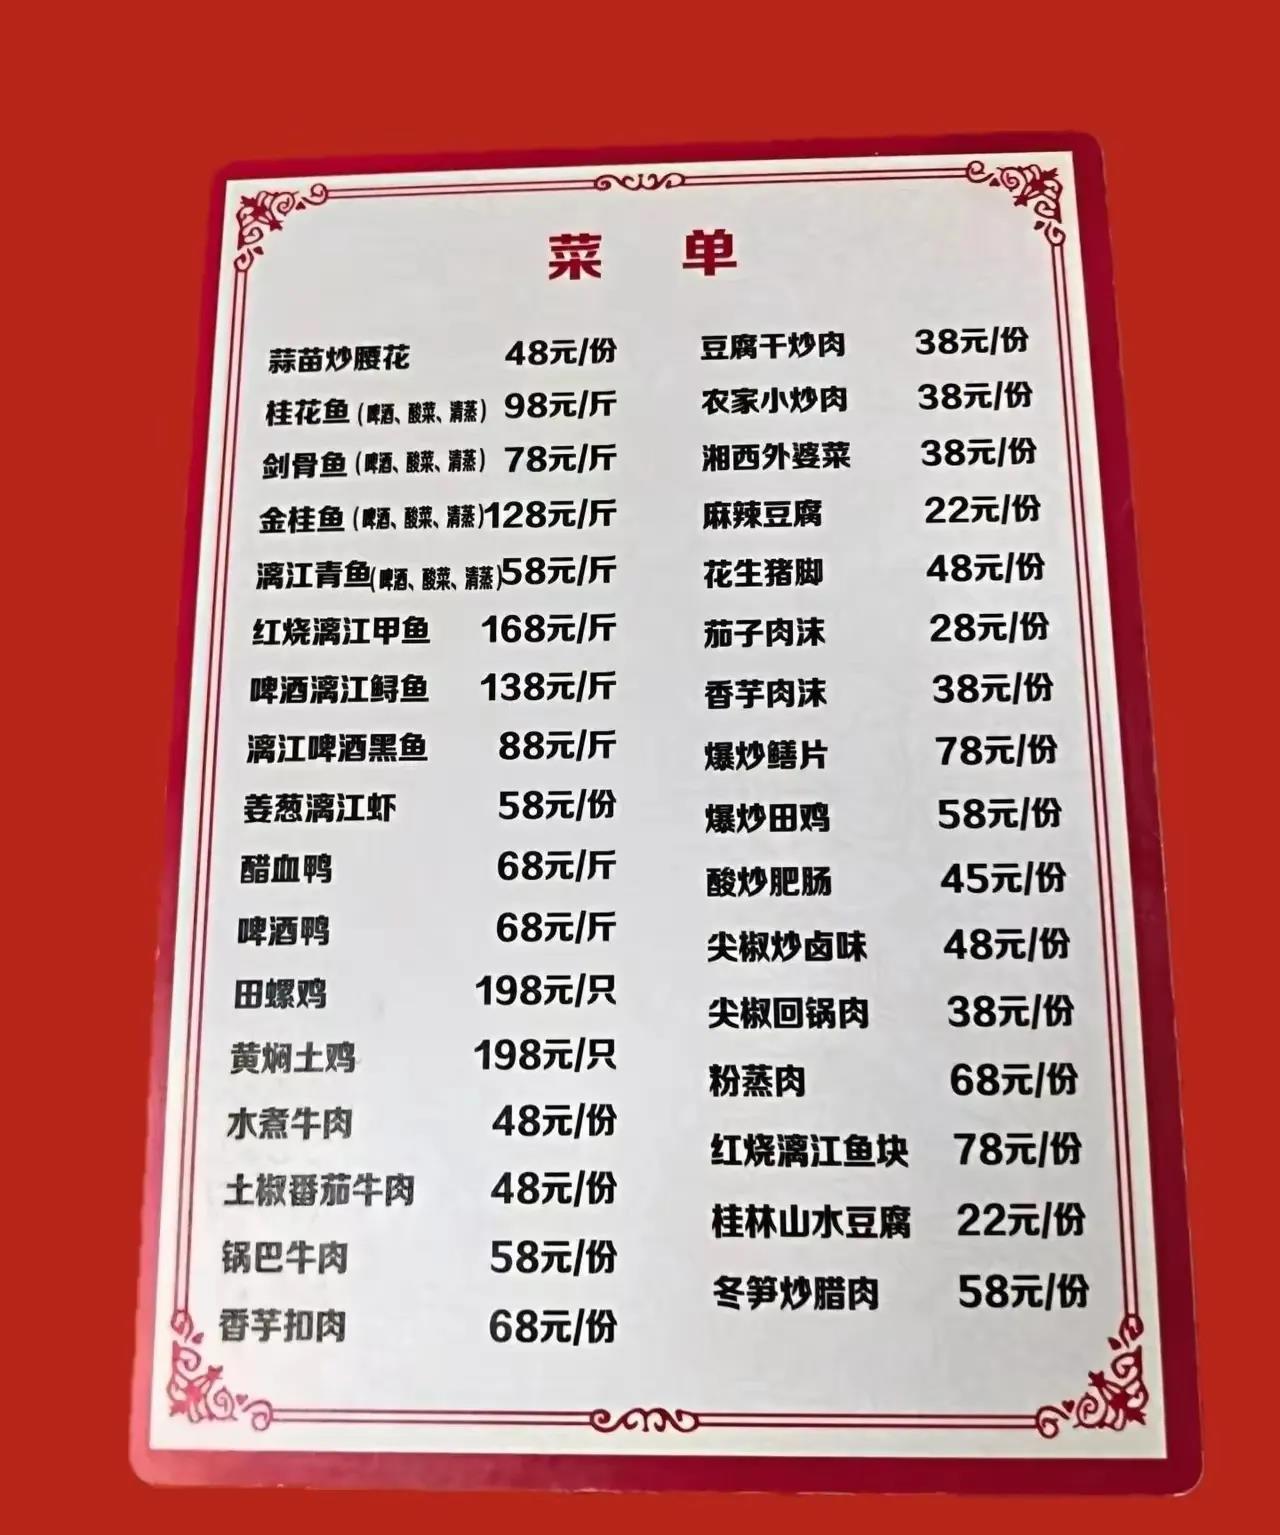 菜 单
蒜苗炒腰花 48元/份
桂花鱼(啤酒、酸菜、清蒸) 98元/斤
剑骨鱼(啤酒、酸菜、清蒸) 78元/斤
金桂鱼(啤酒、酸菜、清蒸)128元/斤
漓江青鱼(啤酒、酸菜、清蒸)58元/斤
红烧漓江甲鱼 168元/斤
啤酒漓江鲟鱼 138元/斤
漓江啤酒黑鱼 88元/斤
姜葱漓江虾 58元/份
醋血鸭 68元/斤
啤酒鸭 68元/斤
田螺鸡 198元/只
黄焖土鸡 198元/只
水煮牛肉 48元/份
土椒番茄牛肉 48元/份
锅巴牛肉 58元/份
香芋扣肉 68元/份
豆腐干炒肉 38元/份
农家小炒肉 38元/份
湘西外婆菜 38元/份
麻辣豆腐 22元/份
花生猪脚 48元/份
茄子肉沫 28元/份
香芋肉沫 38元/份
爆炒鳝片 78元/份
爆炒田鸡 58元/份
酸炒肥肠 45元/份
尖椒炒卤味 48元/份
尖椒回锅肉 38元/份
粉蒸肉 68元/份
红烧漓江鱼块 78元/份
桂林山水豆腐 22元/份
冬笋炒腊肉 58元/份